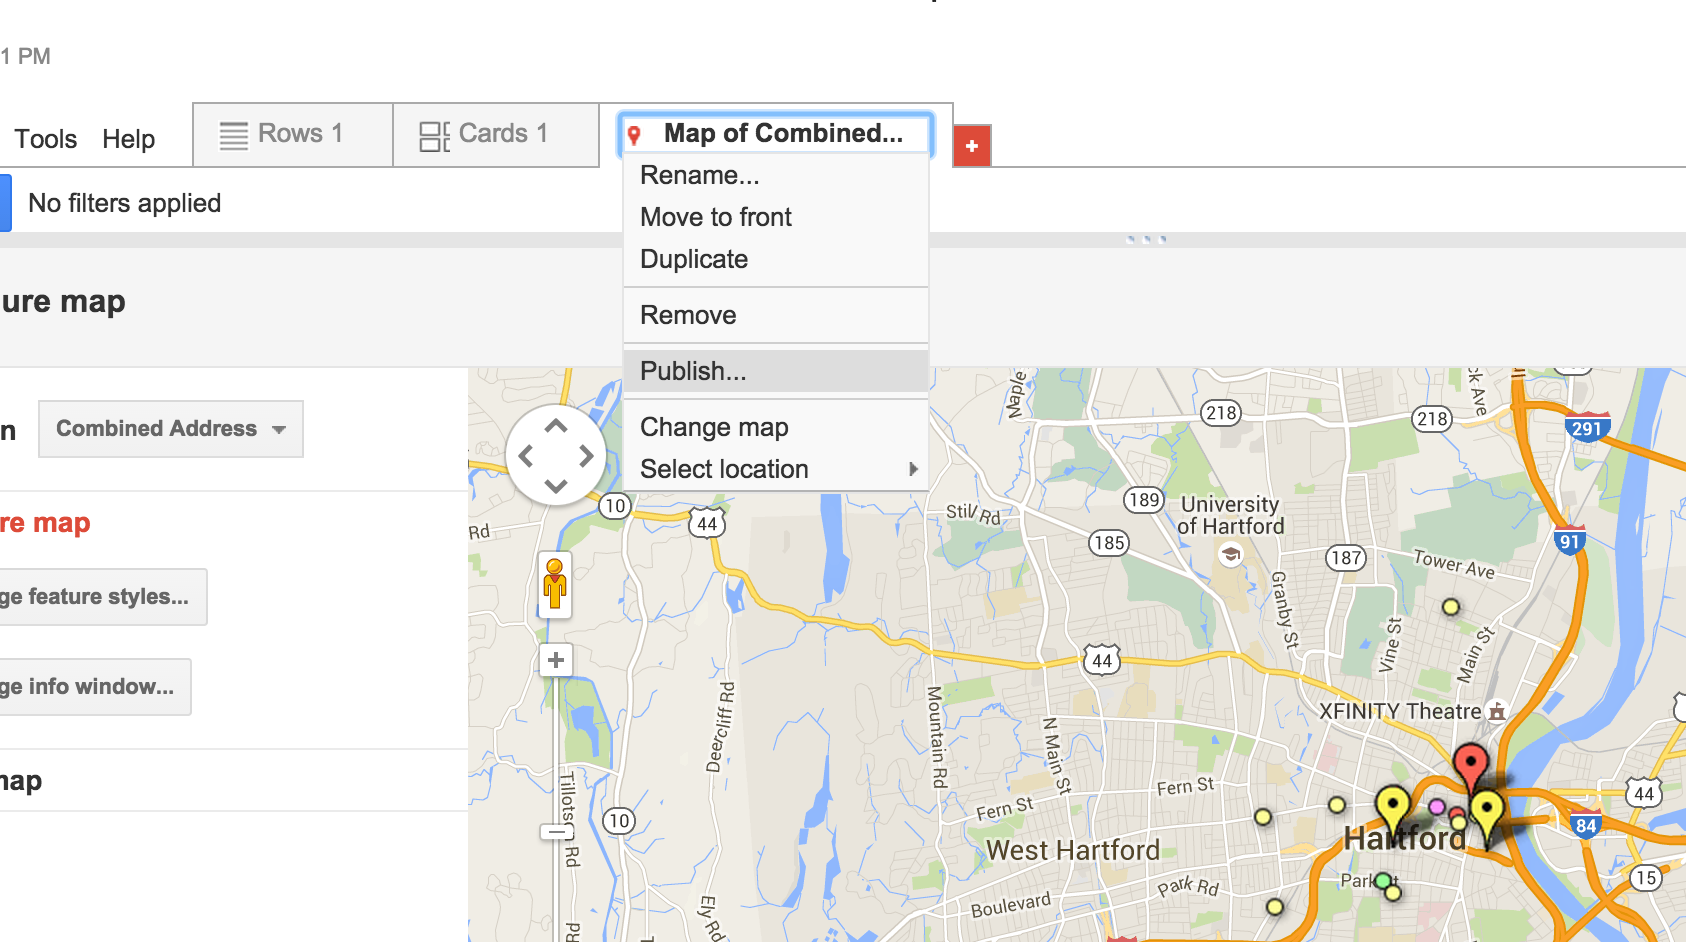 1 PM
Tools Help
Rows 1
Cards 1
Map of Combined...
+
No filters applied
Rename...
Move to front
Duplicate
Remove
Publish...
Change map
Select location
ure map
n
Combined Address
re map
ge feature styles...
ge info window...
map
Maple
ck Ave
218
218
291
10
44
Rd
Still Rd
189
University
of Hartford
185
187
91
Tower Ave
Granby St
Vine St
Main St
44
Deercliff Rd
Mountain Rd
N Main St
XFINITY Theatre
Tillotson Rd
10
Fern St
Fern St
44
84
Hartford
West Hartford
Park St
15
Park Rd
Boulevard
Ely Rd